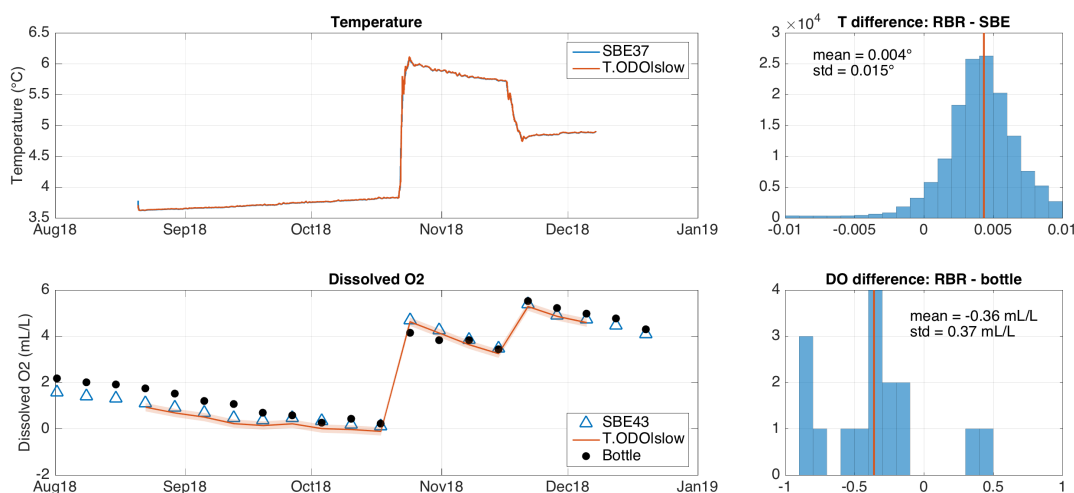 Temperature
Temperature (°C)
6.5
6
5.5
5
4.5
4
3.5
Aug18 Sep18 Oct18 Nov18 Dec18 Jan19
SBE37
T.ODO|slow
T difference: RBR - SBE
×10⁴
3
2.5
2
1.5
1
0.5
0
mean = 0.004°
std = 0.015°
-0.01 -0.005 0 0.005 0.01
Dissolved O2
Dissolved O2 (mL/L)
6
4
2
0
-2
Aug18 Sep18 Oct18 Nov18 Dec18 Jan19
SBE43
T.ODO|slow
Bottle
DO difference: RBR - bottle
4
3
2
1
0
mean = -0.36 mL/L
std = 0.37 mL/L
-1 -0.5 0 0.5 1